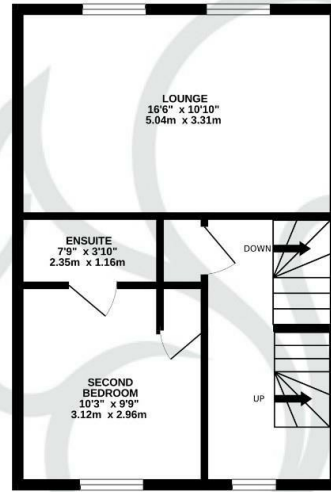 LOUNGE
16'6" x 10'10"
5.04m x 3.31m
ENSUITE
7'9" x 3'10"
2.35m x 1.16m
DOWN
SECOND
BEDROOM
10'3" x 9'9"
3.12m x 2.96m
UP